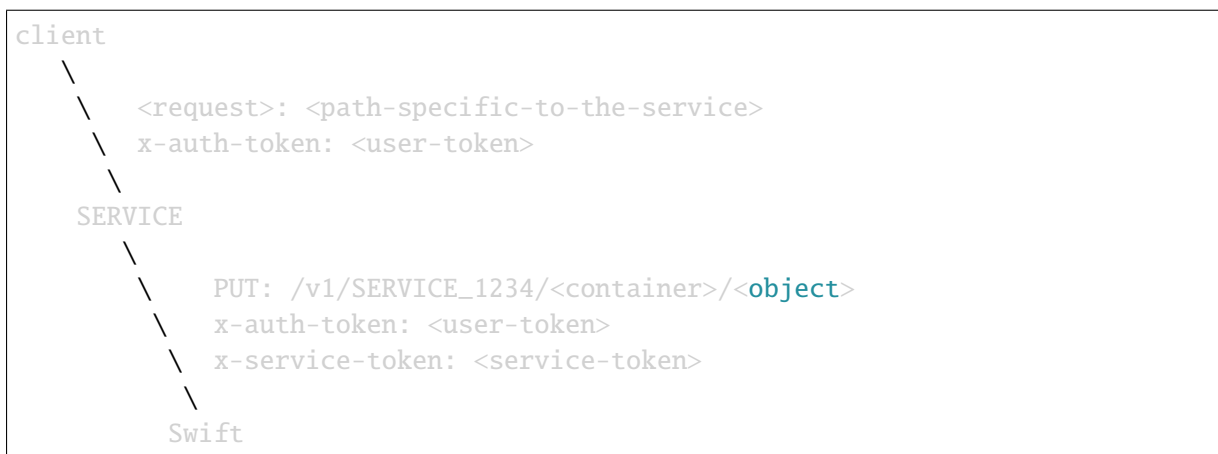 client
\
\
<request>: <path-specific-to-the-service>
\
x-auth-token: <user-token>
\
SERVICE
\
\
PUT: /v1/SERVICE_1234/<container>/<object>
\
x-auth-token: <user-token>
\
x-service-token: <service-token>
\
Swift